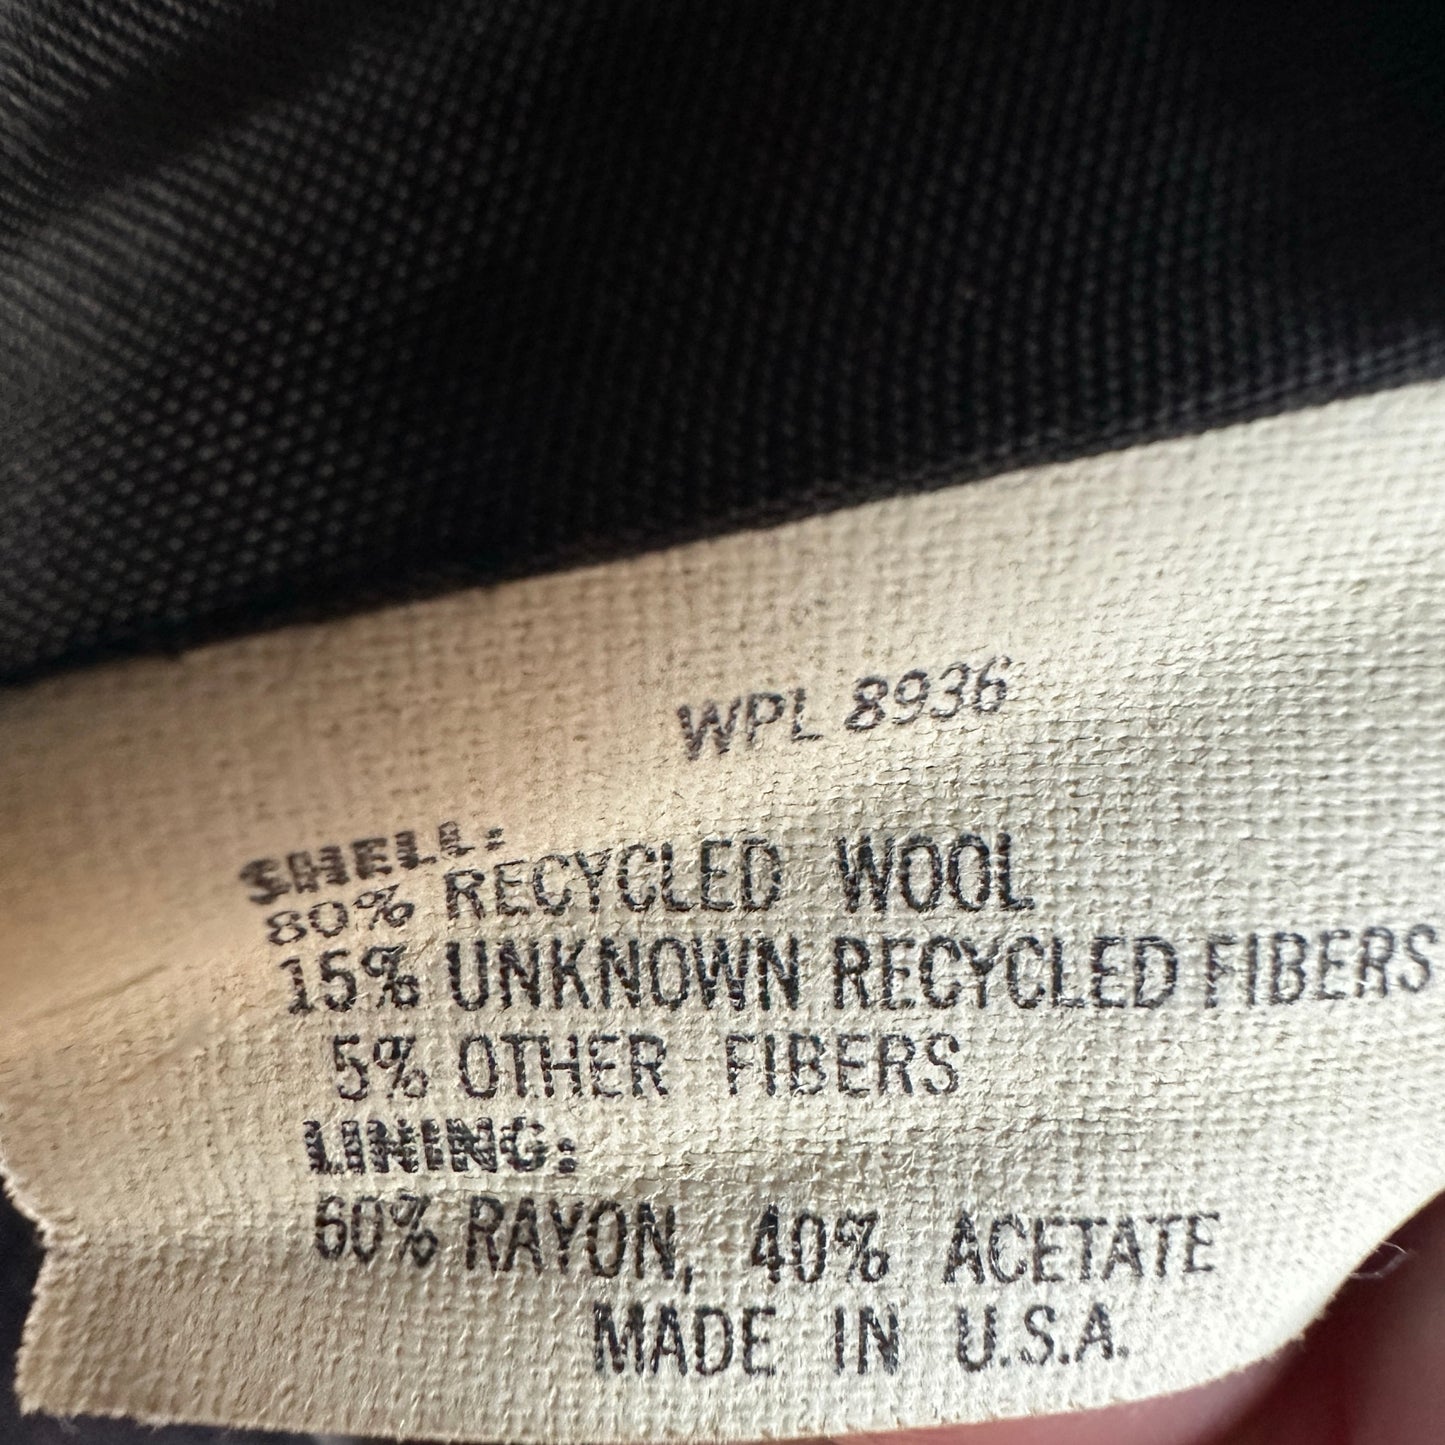 WPL 8936
SHELL:
80% RECYCLED WOOL
15% UNKNOWN RECYCLED FIBERS
5% OTHER FIBERS
LINING:
60% RAYON, 40% ACETATE
MADE IN U.S.A.